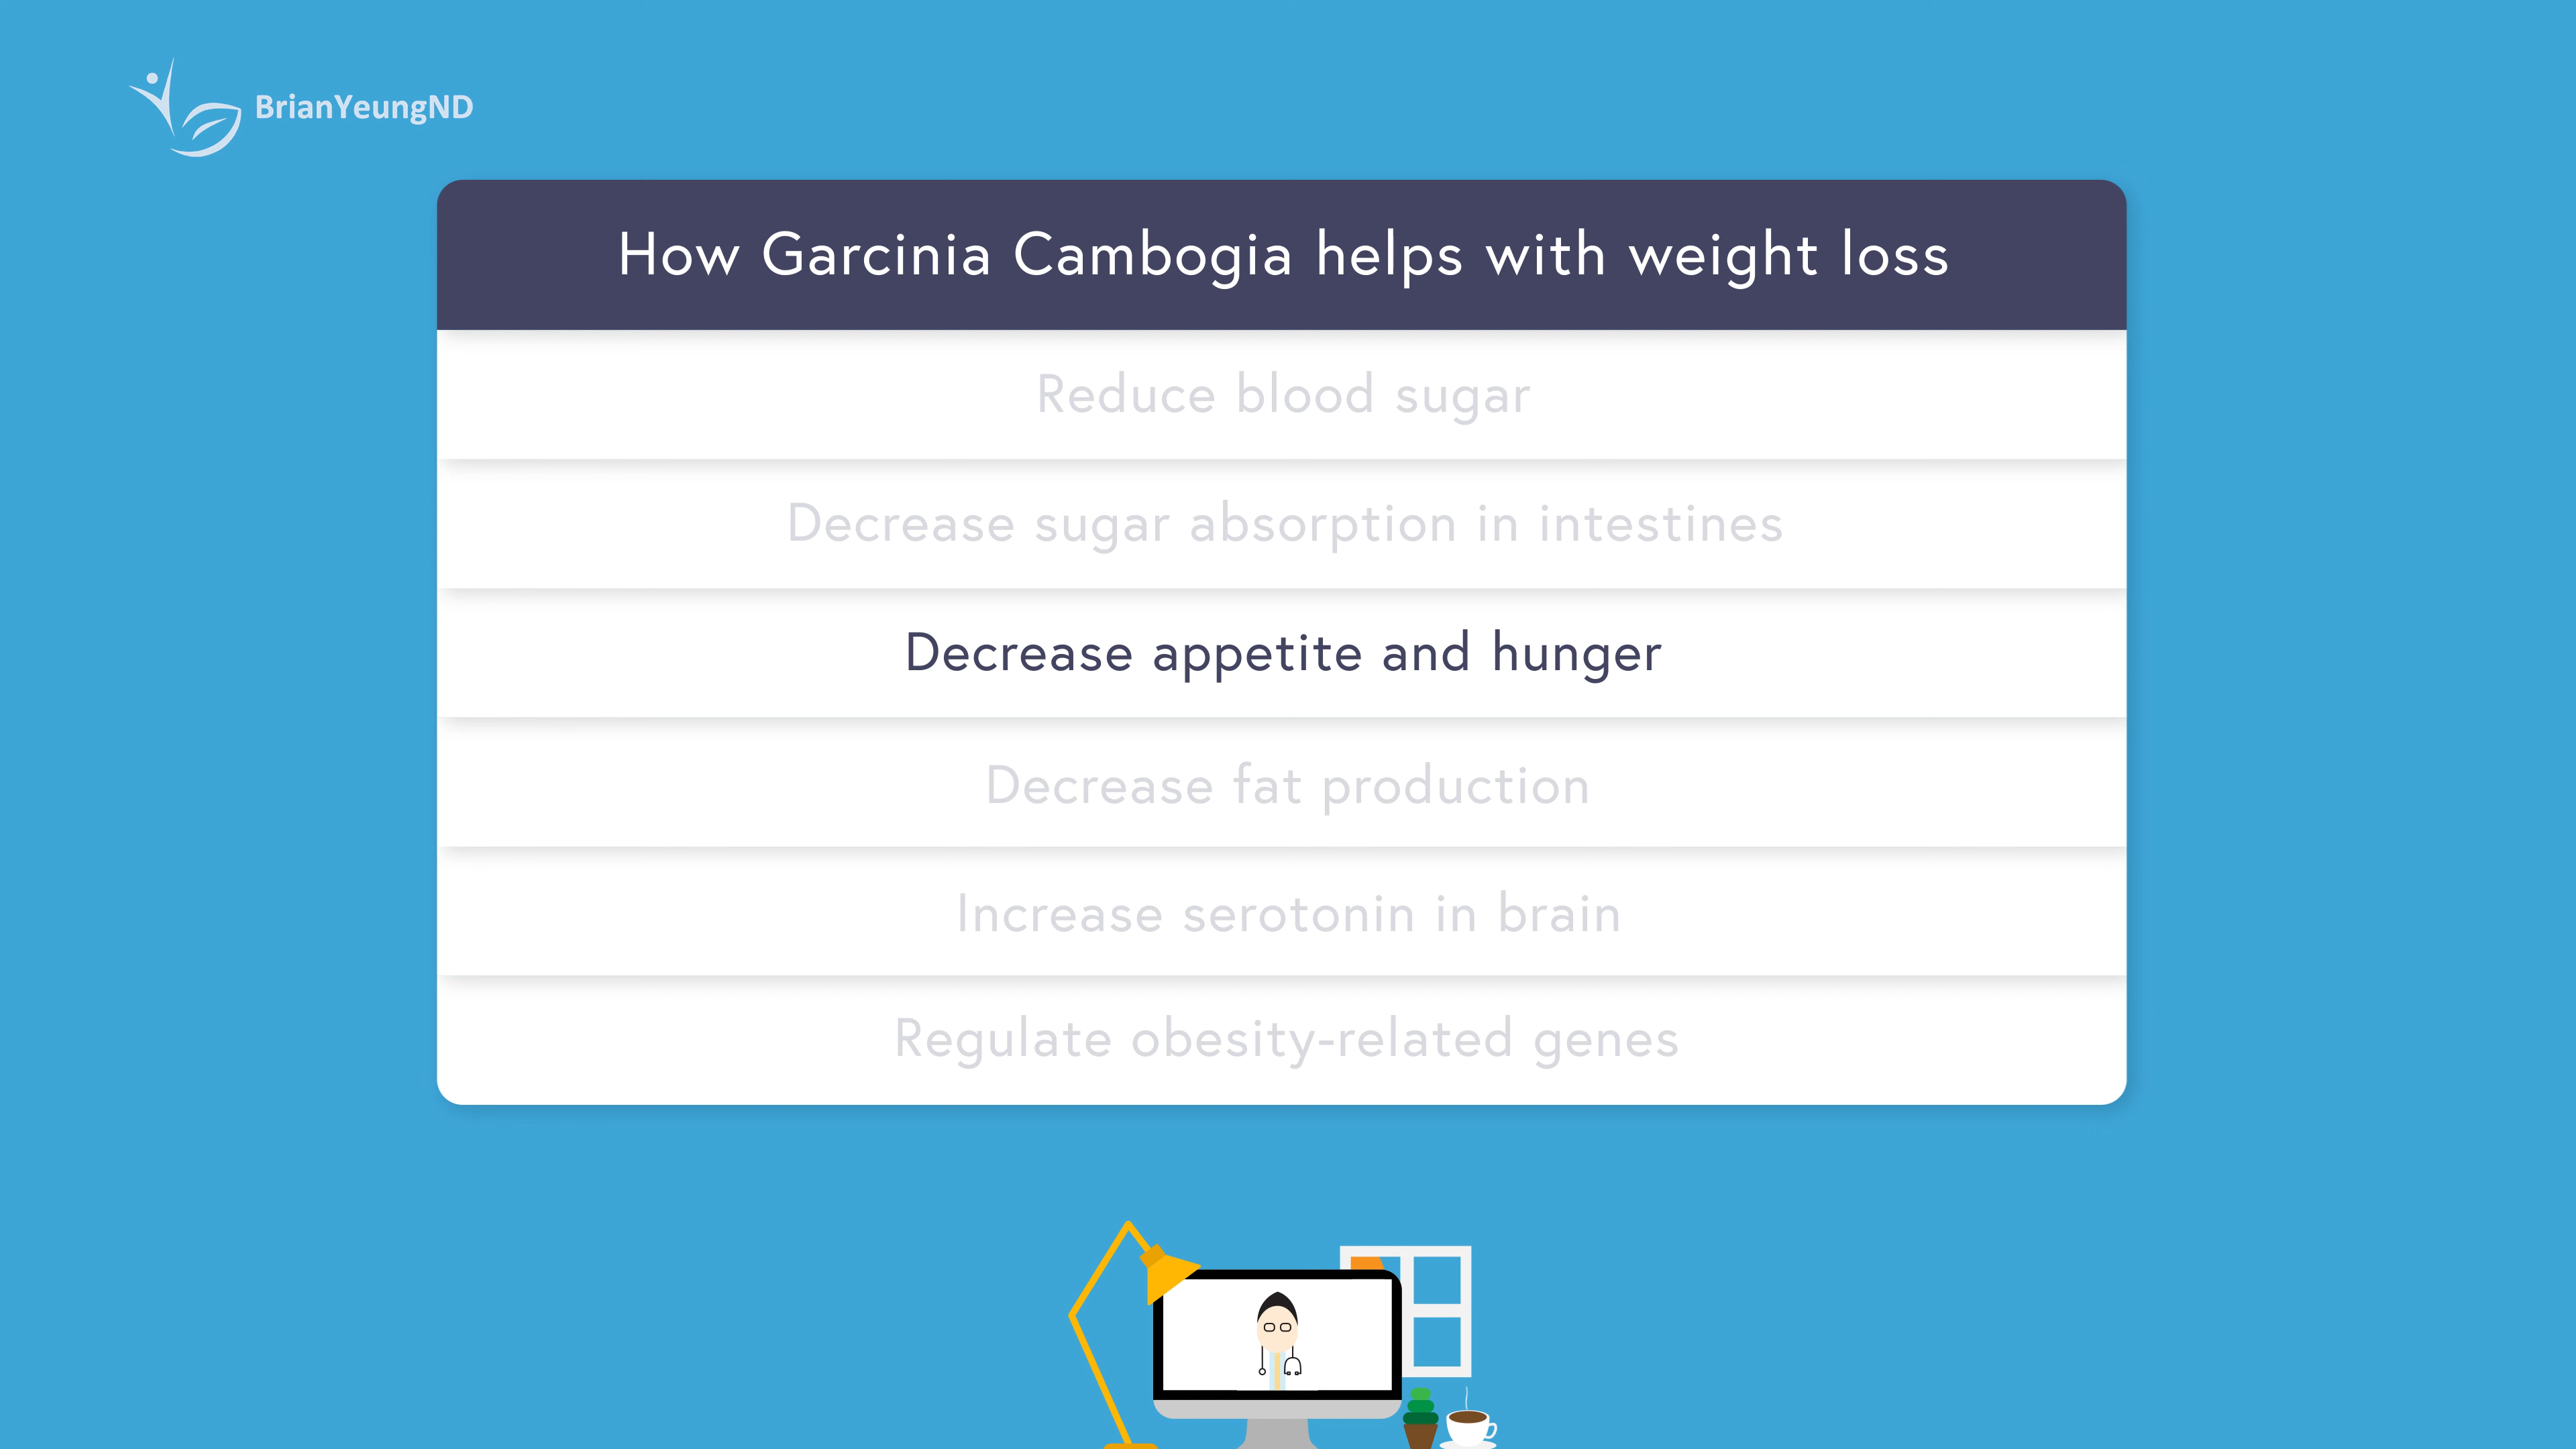 BrianYeungND
How Garcinia Cambogia helps with weight loss
Reduce blood sugar
Decrease sugar absorption in intestines
Decrease appetite and hunger
Decrease fat production
Increase serotonin in brain
Regulate obesity-related genes